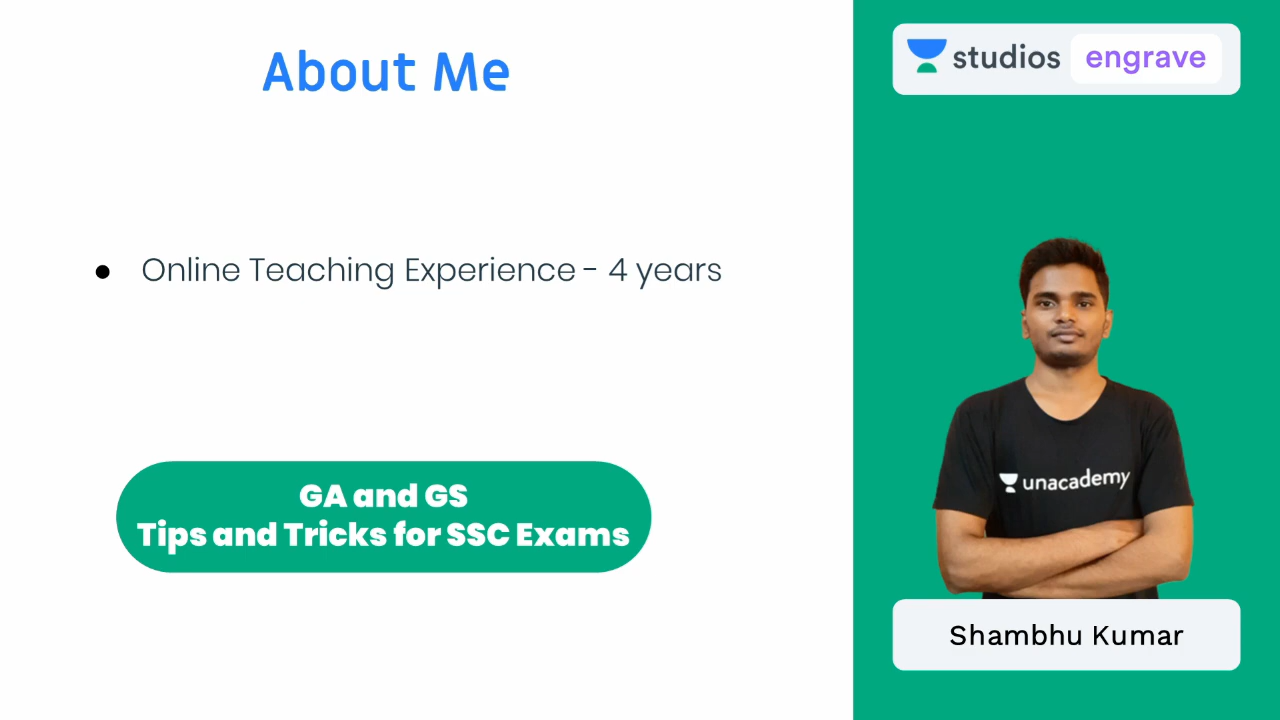 About Me
studios engrave
● Online Teaching Experience - 4 years
unacademy
GA and GS
Tips and Tricks for SSC Exams
Shambhu Kumar